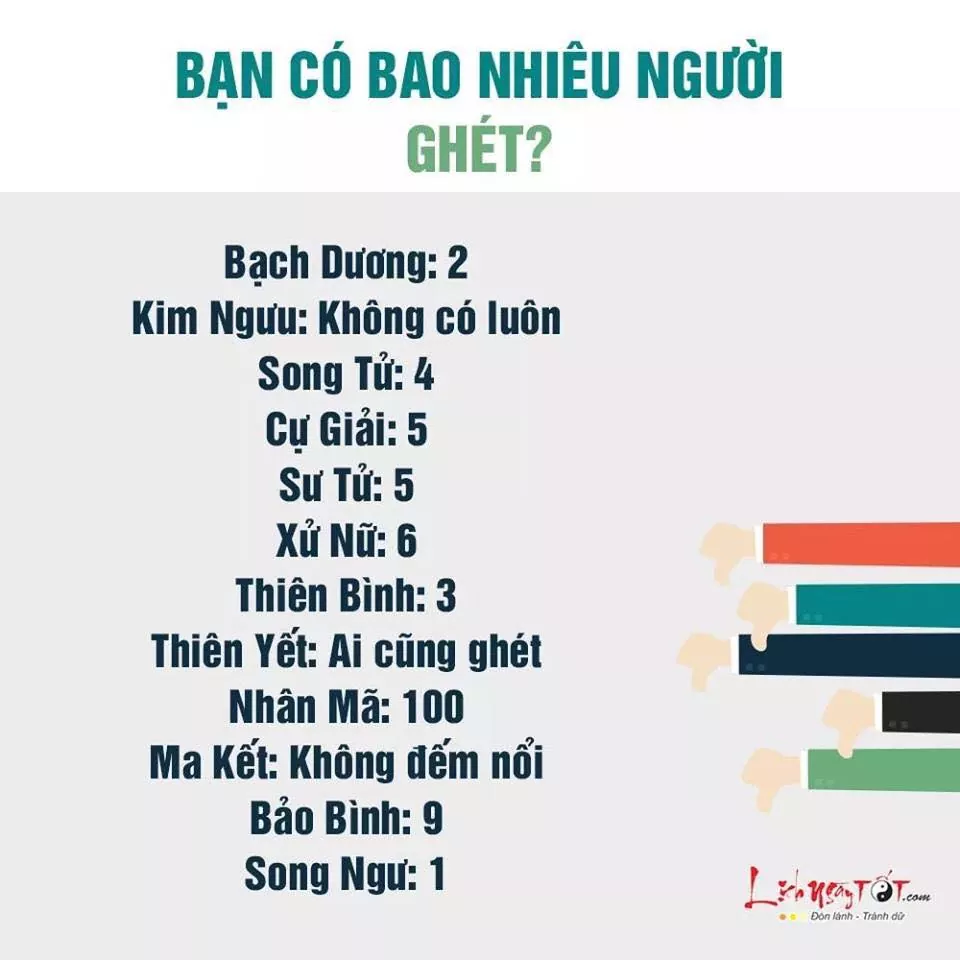 BẠN CÓ BAO NHIÊU NGƯỜI
GHÉT?
Bạch Dương: 2
Kim Ngưu: Không có luôn
Song Tử: 4
Cự Giải: 5
Sư Tử: 5
Xử Nữ: 6
Thiên Bình: 3
Thiên Yết: Ai cũng ghét
Nhân Mã: 100
Ma Kết: Không đếm nổi
Bảo Bình: 9
Song Ngư: 1
LịchNgàyTỐT.com
Đón lành - Tránh dữ